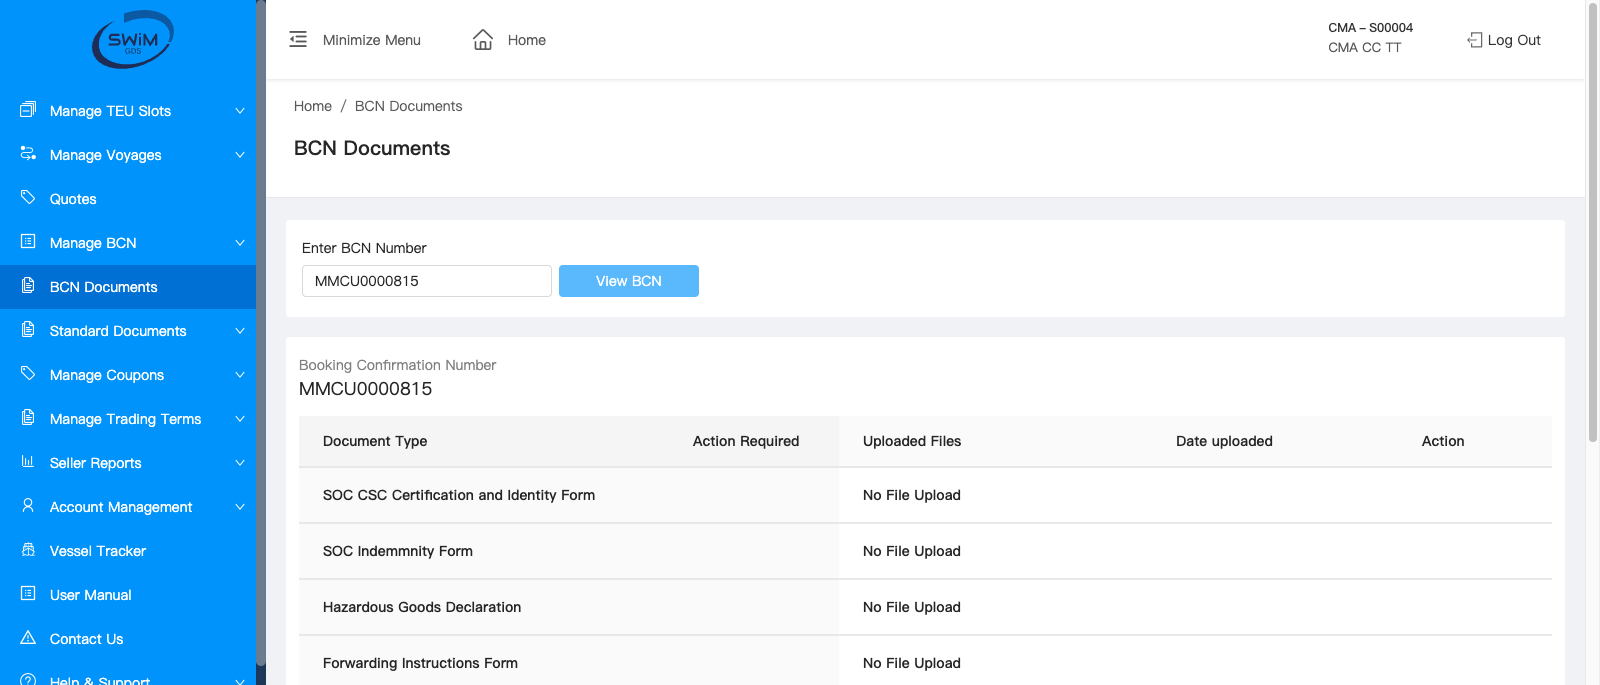 SWiM
GDS
Minimize Menu
Home
CMA – S00004
CMA CC TT
Log Out
Manage TEU Slots
Manage Voyages
Quotes
Manage BCN
BCN Documents
Standard Documents
Manage Coupons
Manage Trading Terms
Seller Reports
Account Management
Vessel Tracker
User Manual
Contact Us
Help & Support
Home / BCN Documents
BCN Documents
Enter BCN Number
MMCU0000815 View BCN
Booking Confirmation Number
MMCU0000815
Document Type Action Required Uploaded Files Date uploaded Action
SOC CSC Certification and Identity Form No File Upload
SOC Indemmnity Form No File Upload
Hazardous Goods Declaration No File Upload
Forwarding Instructions Form No File Upload